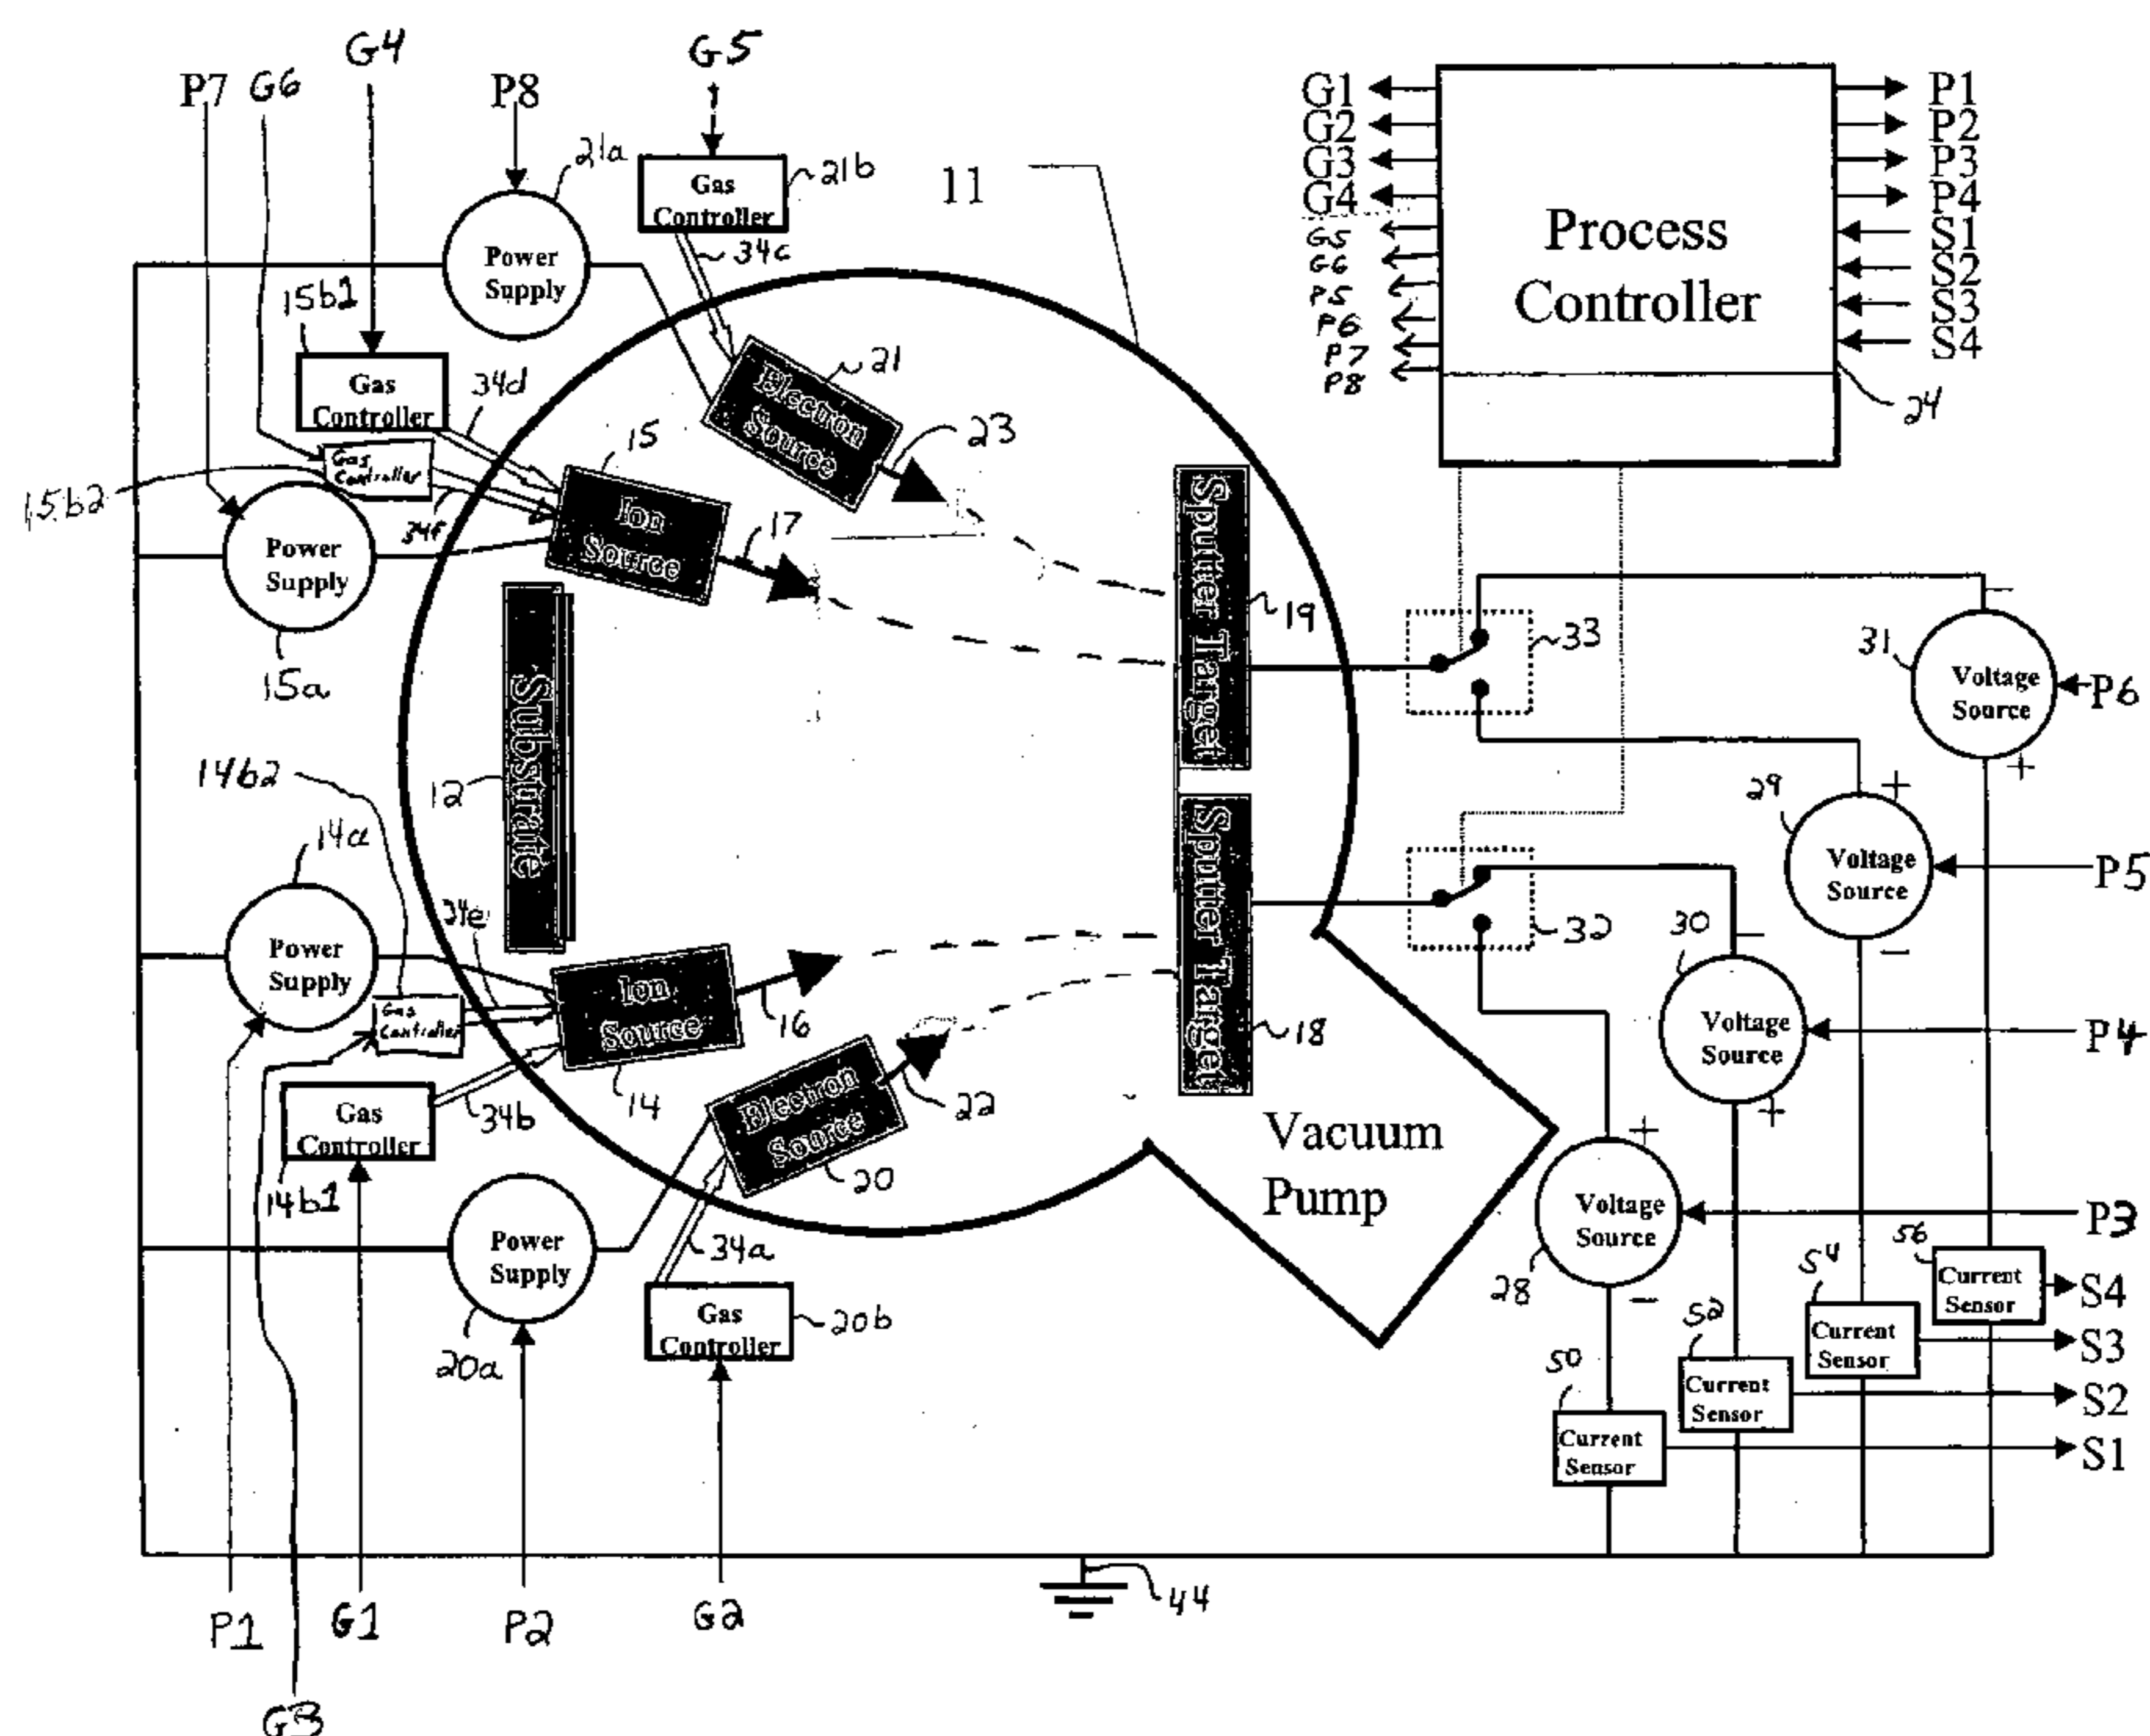 G4
G5
P7
G6
P8
21a
Gas
Controller
21b
11
34c
Power
Supply
15b1
Gas
Controller
34d
Gas
Controller
15b2
34f
Power
Supply
15a
Electron
Source
21
23
Ion
Source
15
17
Substrate
12
Sputter Target
19
Sputter Target
18
G1
G2
G3
G4
G5
G6
P5
P6
P7
P8
Process
Controller
P1
P2
P3
P4
S1
S2
S3
S4
24
33
31
Voltage
Source
P6
−
+
29
+
Voltage
Source
P5
−
32
30
−
Voltage
Source
P4
+
+
Voltage
Source
P3
28
−
14b2
14a
Power
Supply
34e
Gas
Controller
Ion
Source
14
16
34b
Gas
Controller
14b1
Electron
Source
20
22
Power
Supply
20a
34a
Gas
Controller
20b
Vacuum
Pump
56
Current
Sensor
S4
54
Current
Sensor
S3
52
Current
Sensor
S2
50
Current
Sensor
S1
44
P1
G1
P2
G2
G3